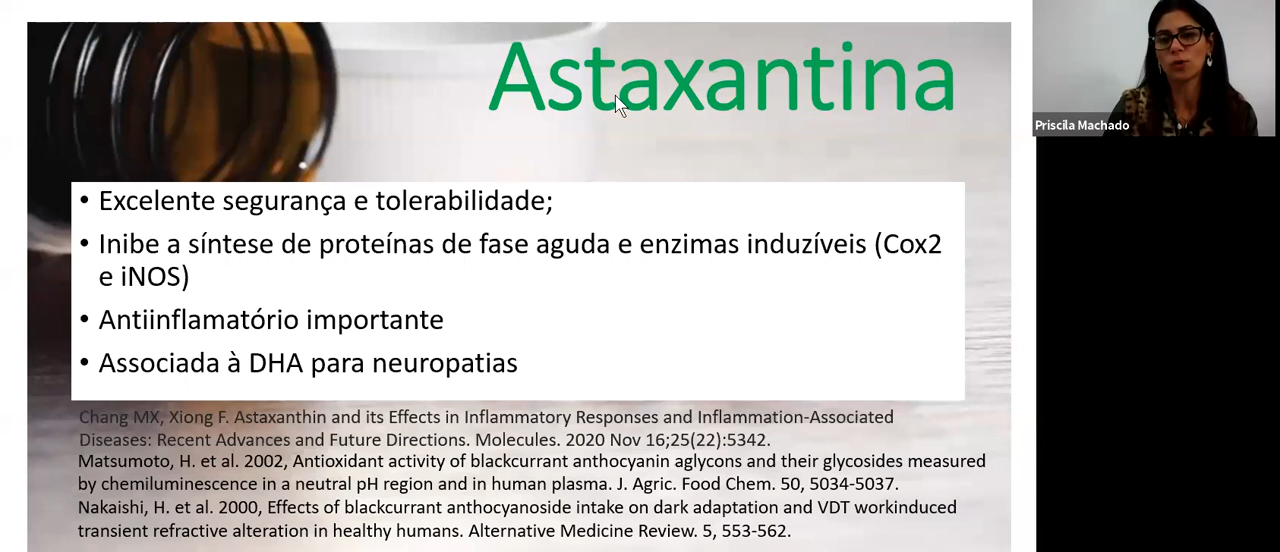 Astaxantina
Priscila Machado
• Excelente segurança e tolerabilidade;
• Inibe a síntese de proteínas de fase aguda e enzimas induzíveis (Cox2
e iNOS)
• Antiinflamatório importante
• Associada à DHA para neuropatias
Chang MX, Xiong F. Astaxanthin and its Effects in Inflammatory Responses and Inflammation-Associated
Diseases: Recent Advances and Future Directions. Molecules. 2020 Nov 16;25(22):5342.
Matsumoto, H. et al. 2002, Antioxidant activity of blackcurrant anthocyanin aglycons and their glycosides measured
by chemiluminescence in a neutral pH region and in human plasma. J. Agric. Food Chem. 50, 5034-5037.
Nakaishi, H. et al. 2000, Effects of blackcurrant anthocyanoside intake on dark adaptation and VDT workinduced
transient refractive alteration in healthy humans. Alternative Medicine Review. 5, 553-562.